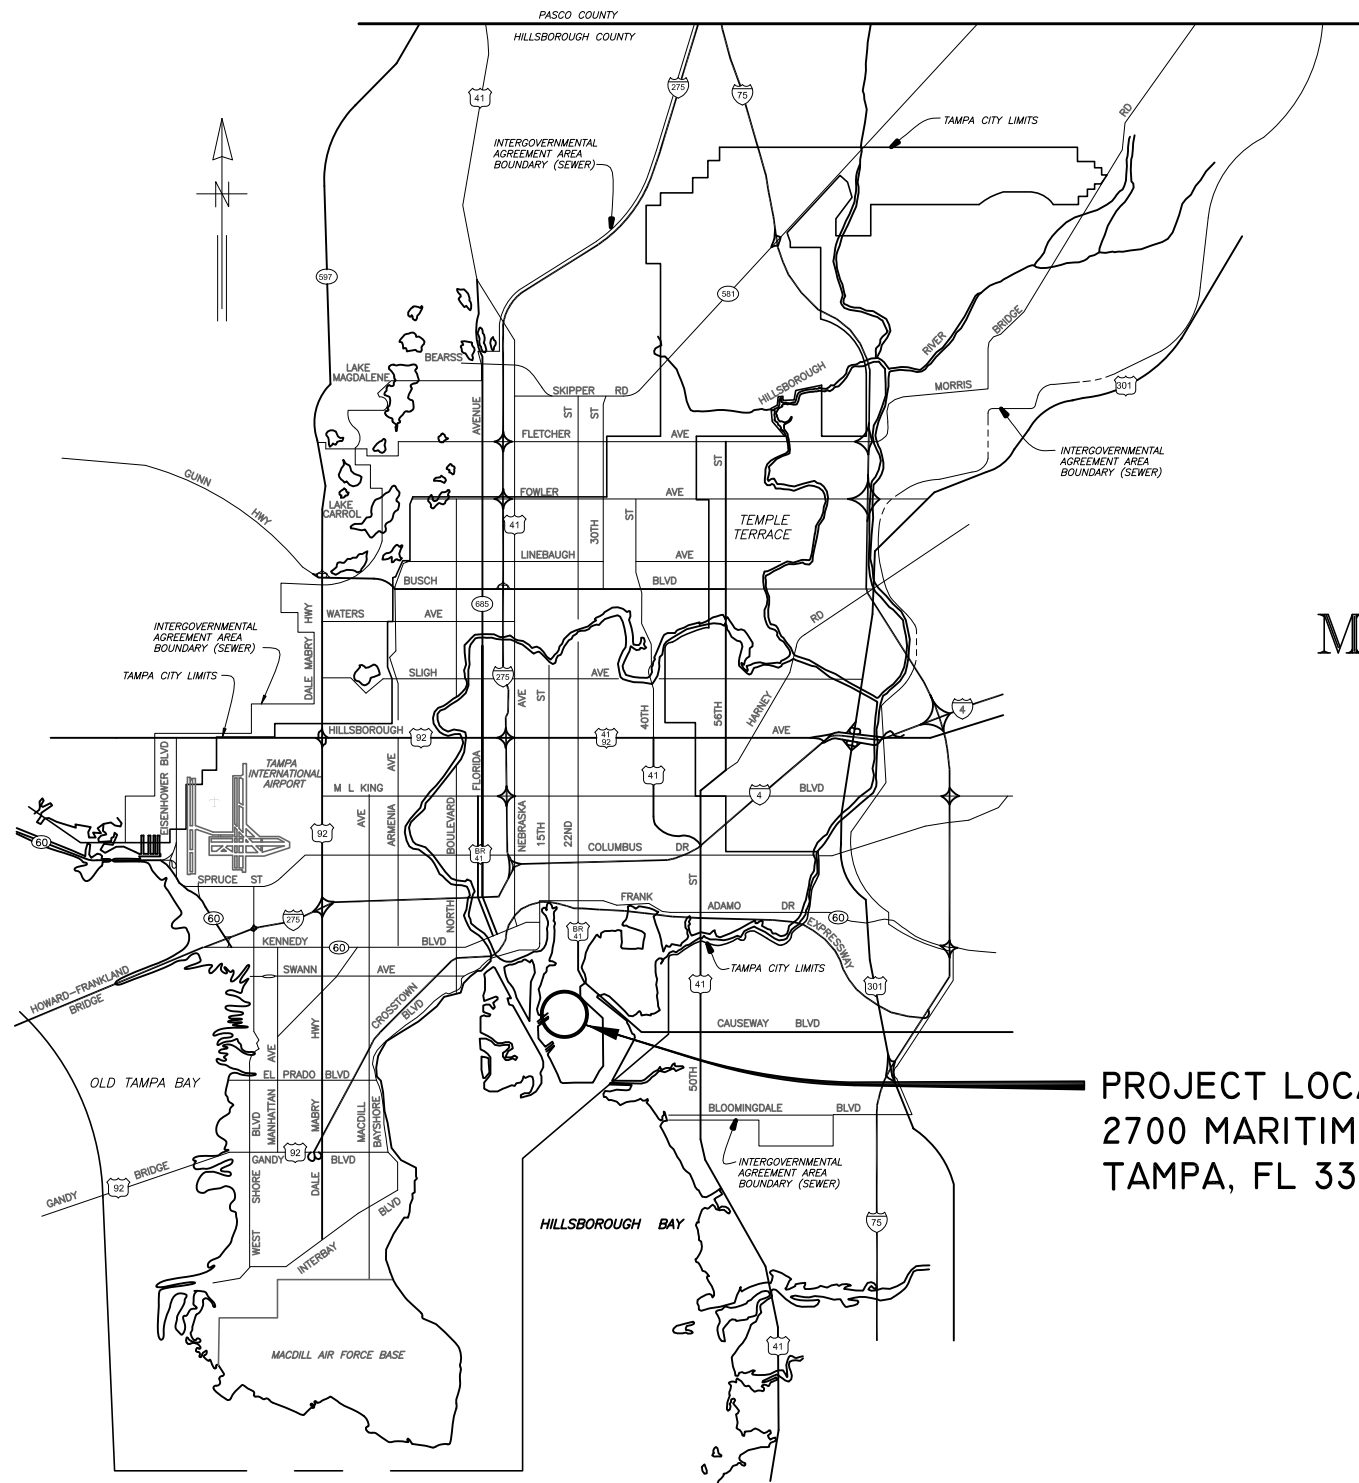 PASCO COUNTY
HILLSBOROUGH COUNTY
41
275
75
TAMPA CITY LIMITS
RD
INTERGOVERNMENTAL
AGREEMENT AREA
BOUNDARY (SEWER)
N
597
581
BRIDGE
RIVER
HILLSBOROUGH
BEARSS
LAKE
MAGDALENE
SKIPPER RD
MORRIS
301
AVENUE
ST
ST
FLETCHER AVE
ST
INTERGOVERNMENTAL
AGREEMENT AREA
BOUNDARY (SEWER)
GUNN
HWY
LAKE
CARROL
FOWLER AVE
41
30TH
ST
TEMPLE
TERRACE
LINEBAUGH AVE
BUSCH BLVD
685
WATERS AVE
HWY
RD
M
INTERGOVERNMENTAL
AGREEMENT AREA
BOUNDARY (SEWER)
TAMPA CITY LIMITS
DALE MABRY
SLIGH AVE
275
AVE
ST
40TH
56TH
HARNEY
4
HILLSBOROUGH
92
41
92
AVE
EISENHOWER BLVD
TAMPA
INTERNATIONAL
AIRPORT
AVE
FLORIDA
41
M L KING BLVD
4
AVE
ARMENIA
BOULEVARD
NEBRASKA
15TH
22ND
60
92
BR
41
COLUMBUS DR
SPRUCE ST
ST
FRANK
ADAMO DR
60
275
NORTH
BR
41
60
EXPRESSWAY
KENNEDY
60
BLVD
SWANN AVE
TAMPA CITY LIMITS
HOWARD-FRANKLAND
BRIDGE
CROSSTOWN
BLVD
41
301
HWY
CAUSEWAY BLVD
AVE
OLD TAMPA BAY
EL PRADO BLVD
50TH
PROJECT LOCA
2700 MARITIM
TAMPA, FL 33
BLVD
MANHATTAN
MABRY
MACDILL
BAYSHORE
BLOOMINGDALE BLVD
GANDY
92
BLVD
INTERGOVERNMENTAL
AGREEMENT AREA
BOUNDARY (SEWER)
GANDY
92
BRIDGE
SHORE
DALE
BLVD
HILLSBOROUGH BAY
75
WEST
INTERBAY
41
MACDILL AIR FORCE BASE